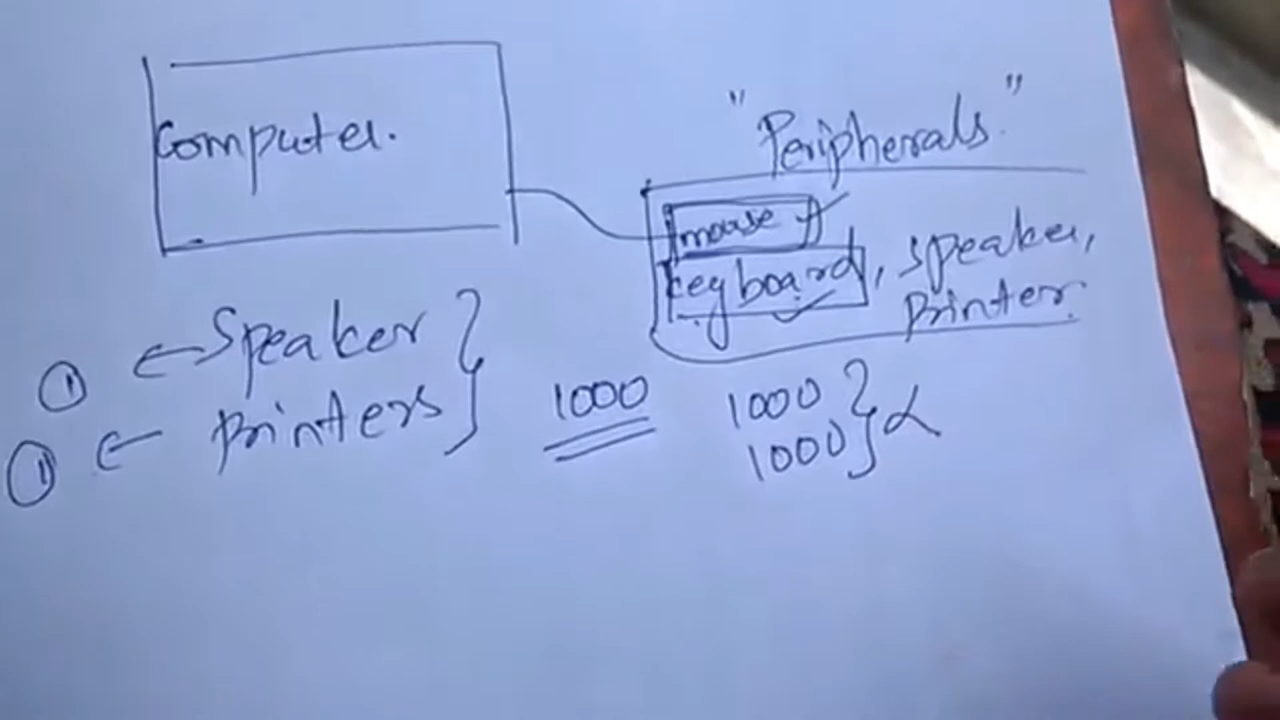 Computer.
"Peripherals"
mouse
keyboard, speaker,
printer.
① ← Speaker }
① ← printers }
1000
1000 }
1000 }